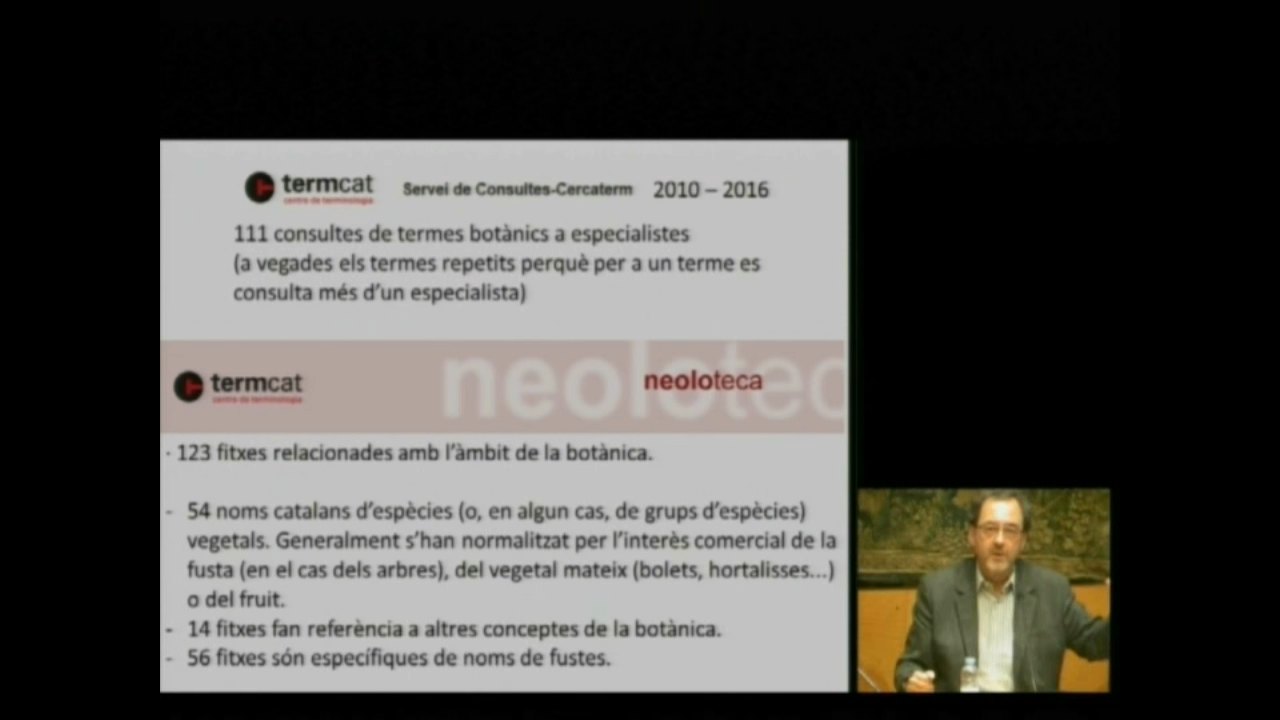 termcat
centre de terminologia
Servei de Consultes-Cercaterm 2010 – 2016
111 consultes de termes botànics a especialistes
(a vegades els termes repetits perquè per a un terme es
consulta més d'un especialista)
neolotec
termcat
centre de terminologia
neoloteca
· 123 fitxes relacionades amb l'àmbit de la botànica.
- 54 noms catalans d'espècies (o, en algun cas, de grups d'espècies)
vegetals. Generalment s'han normalitzat per l'interès comercial de la
fusta (en el cas dels arbres), del vegetal mateix (bolets, hortalisses...)
o del fruit.
- 14 fitxes fan referència a altres conceptes de la botànica.
- 56 fitxes són específiques de noms de fustes.